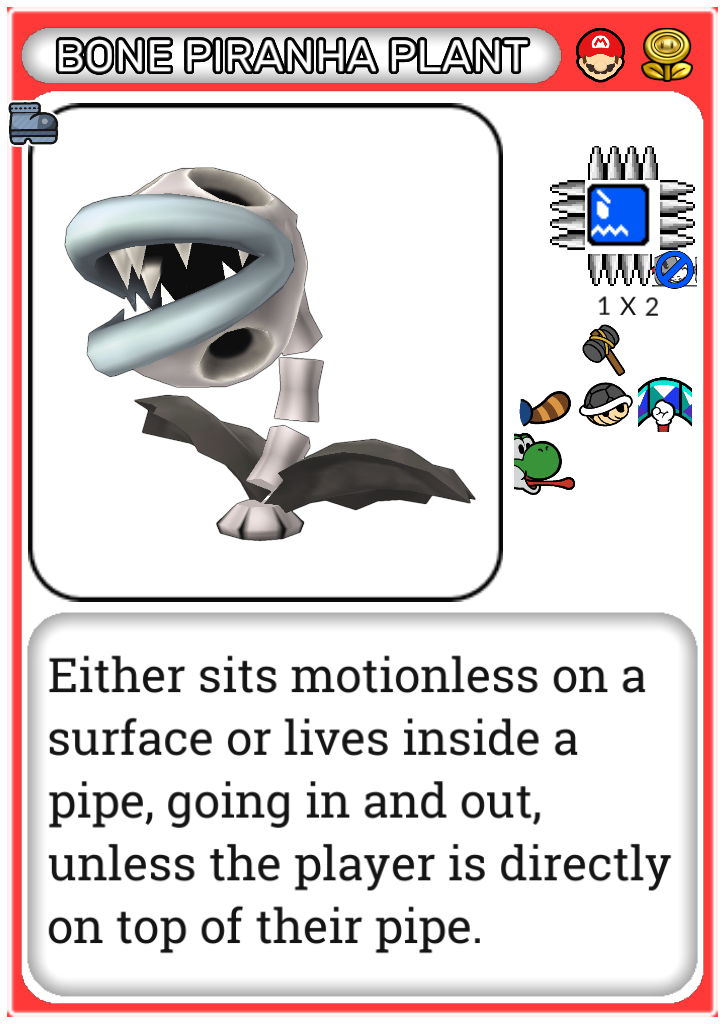 BONE PIRANHA PLANT
1 X 2
Either sits motionless on a
surface or lives inside a
pipe, going in and out,
unless the player is directly
on top of their pipe.